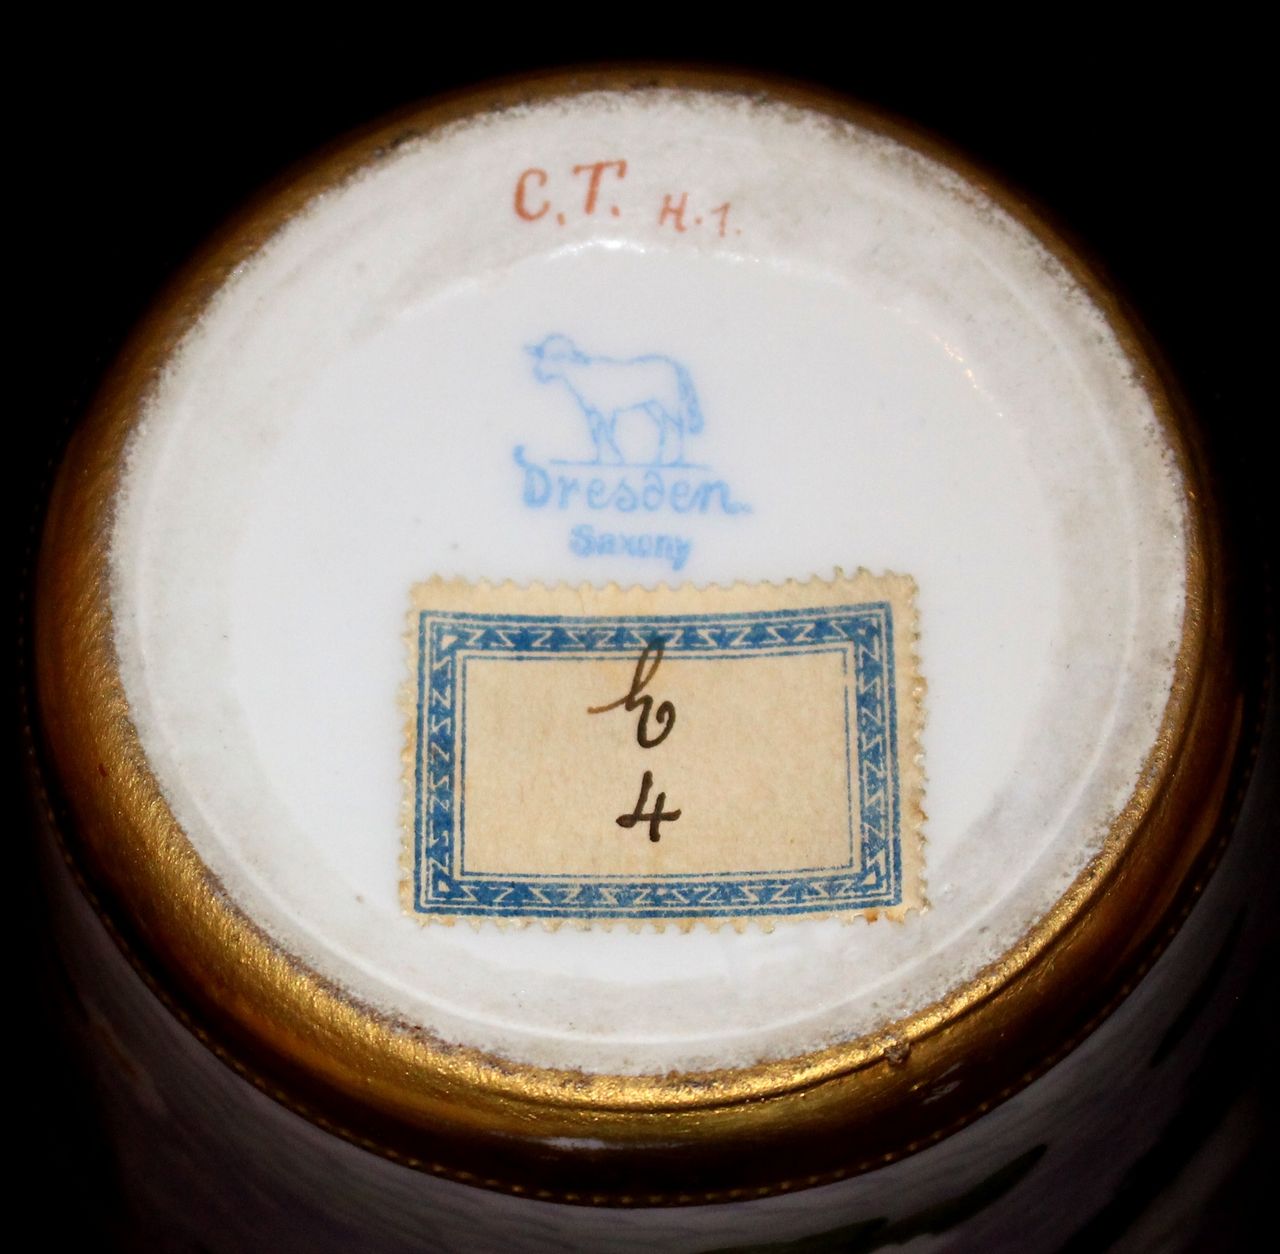 C.T. H.1.
Dresden
Saxony
4